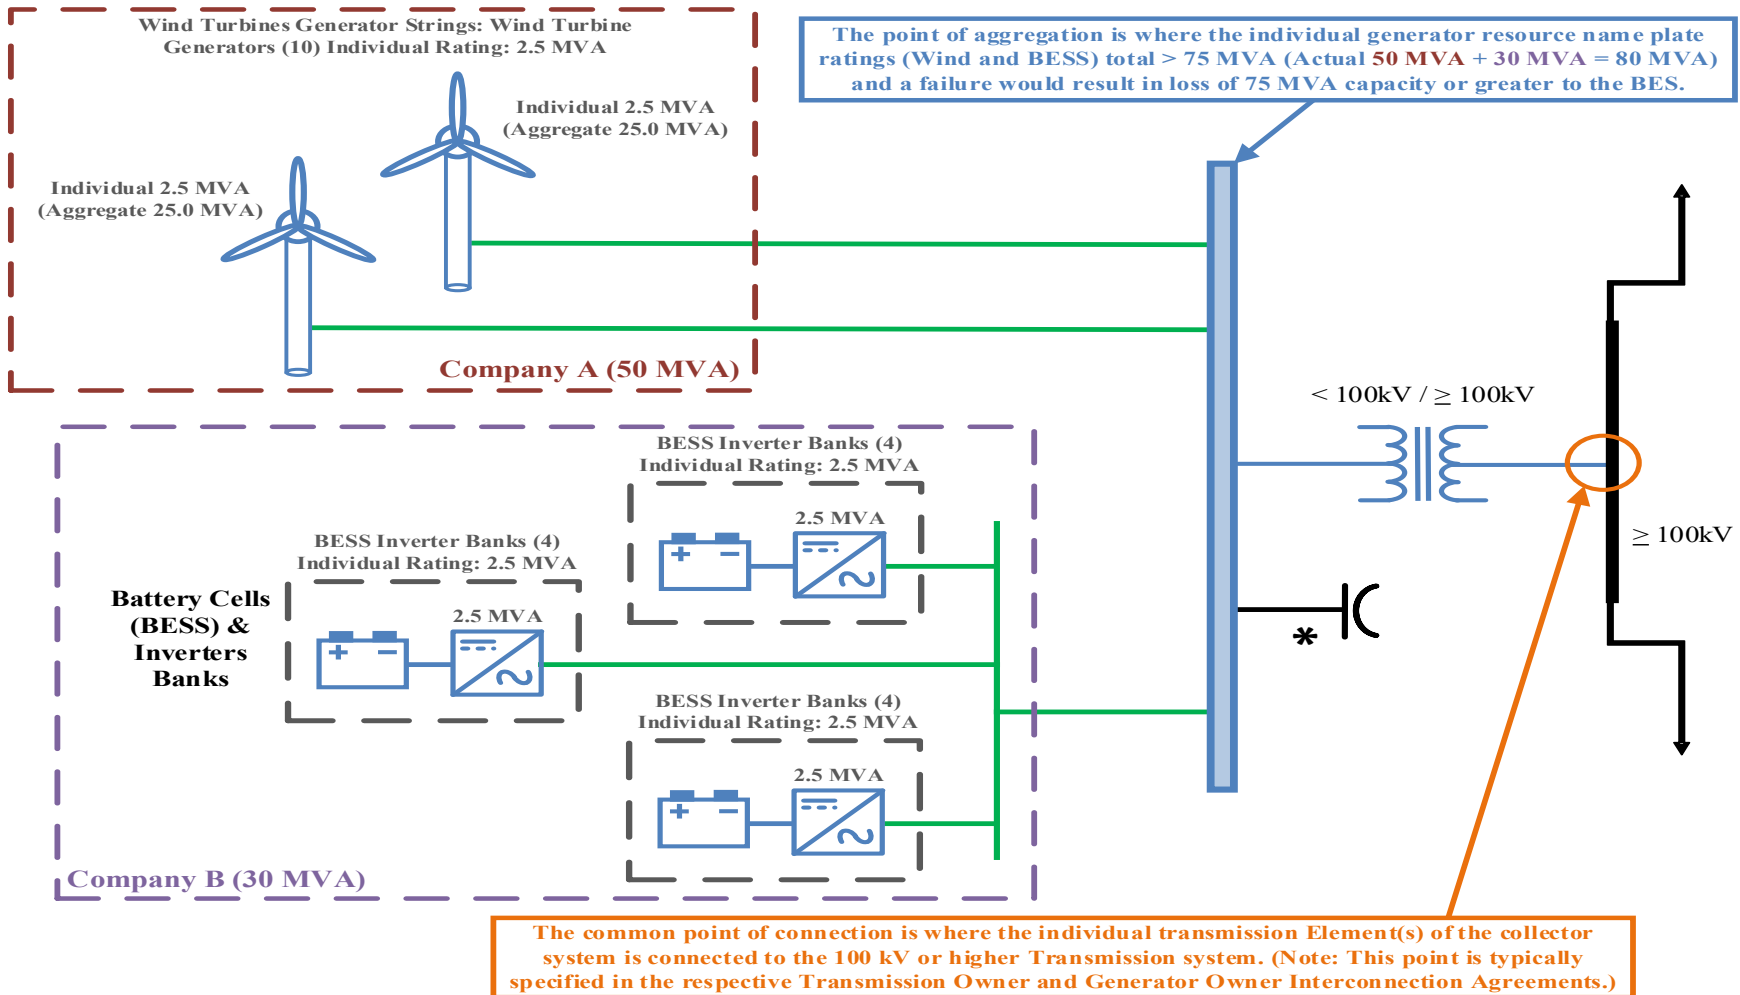 Wind Turbines Generator Strings: Wind Turbine
Generators (10) Individual Rating: 2.5 MVA
Individual 2.5 MVA
(Aggregate 25.0 MVA)
Individual 2.5 MVA
(Aggregate 25.0 MVA)
Company A (50 MVA)
The point of aggregation is where the individual generator resource name plate
ratings (Wind and BESS) total > 75 MVA (Actual 50 MVA + 30 MVA = 80 MVA)
and a failure would result in loss of 75 MVA capacity or greater to the BES.
< 100kV / ≥ 100kV
≥ 100kV
*
BESS Inverter Banks (4)
Individual Rating: 2.5 MVA
2.5 MVA
+ −
BESS Inverter Banks (4)
Individual Rating: 2.5 MVA
2.5 MVA
+ −
Battery Cells
(BESS) &
Inverters
Banks
BESS Inverter Banks (4)
Individual Rating: 2.5 MVA
2.5 MVA
+ −
Company B (30 MVA)
The common point of connection is where the individual transmission Element(s) of the collector
system is connected to the 100 kV or higher Transmission system. (Note: This point is typically
specified in the respective Transmission Owner and Generator Owner Interconnection Agreements.)